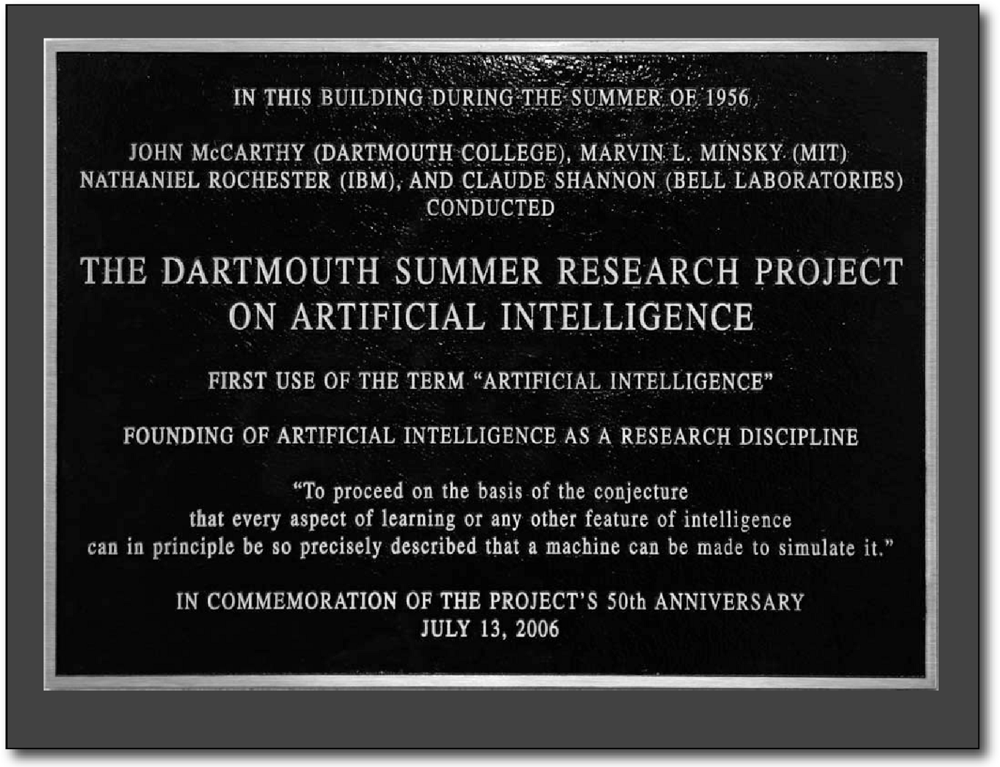 IN THIS BUILDING DURING THE SUMMER OF 1956
JOHN McCARTHY (DARTMOUTH COLLEGE), MARVIN L. MINSKY (MIT)
NATHANIEL ROCHESTER (IBM), AND CLAUDE SHANNON (BELL LABORATORIES)
CONDUCTED
THE DARTMOUTH SUMMER RESEARCH PROJECT
ON ARTIFICIAL INTELLIGENCE
FIRST USE OF THE TERM “ARTIFICIAL INTELLIGENCE”
FOUNDING OF ARTIFICIAL INTELLIGENCE AS A RESEARCH DISCIPLINE
“To proceed on the basis of the conjecture
that every aspect of learning or any other feature of intelligence
can in principle be so precisely described that a machine can be made to simulate it.”
IN COMMEMORATION OF THE PROJECT’S 50th ANNIVERSARY
JULY 13, 2006